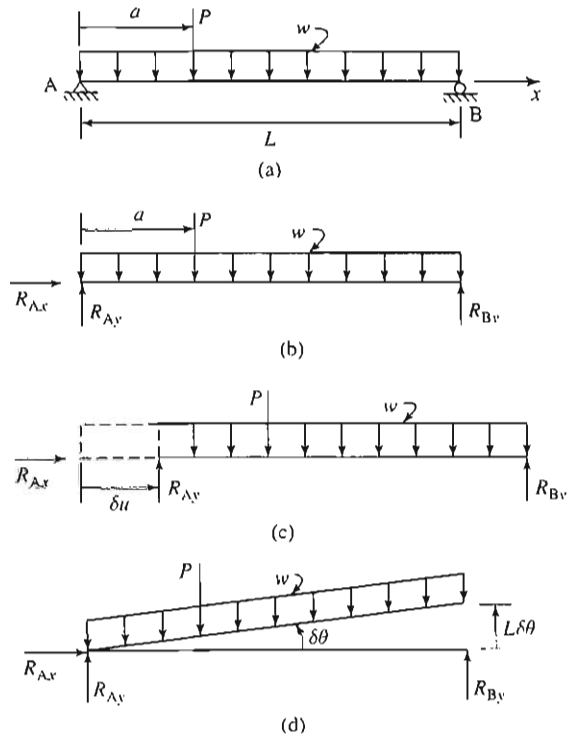 a
P
w
A
B
x
L
(a)
a
P
w
R_Ax
R_Ay
R_By
(b)
P
w
R_Ax
R_Ay
R_By
δu
(c)
P
w
δθ
Lδθ
R_Ax
R_Ay
R_By
(d)